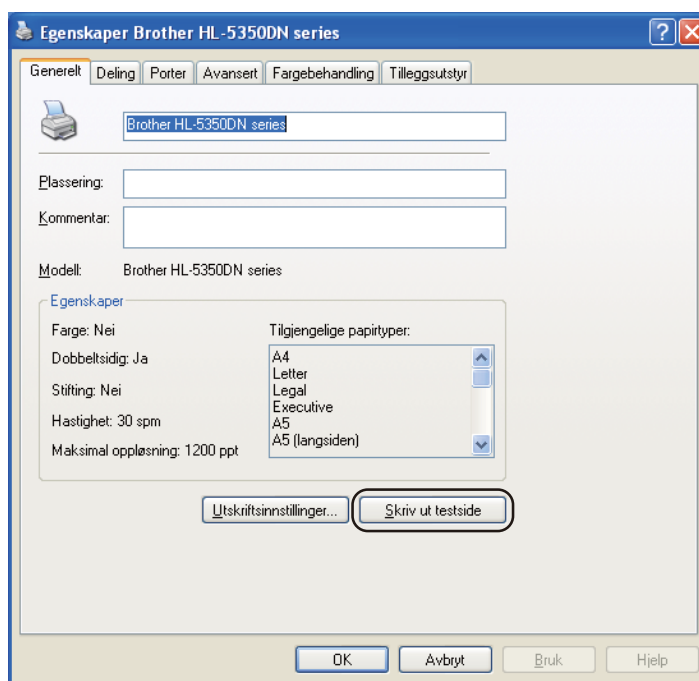 Egenskaper Brother HL-5350DN series
Generelt Deling Porter Avansert Fargebehandling Tilleggsutstyr
Brother HL-5350DN series
Plassering:
Kommentar:
Modell: Brother HL-5350DN series
Egenskaper
Farge: Nei
Dobbeltsidig: Ja
Stifting: Nei
Hastighet: 30 spm
Maksimal oppløsning: 1200 ppt
Tilgjengelige papirtyper:
A4
Letter
Legal
Executive
A5
A5 (langsiden)
Utskriftsinnstillinger... Skriv ut testside
OK Avbryt Bruk Hjelp